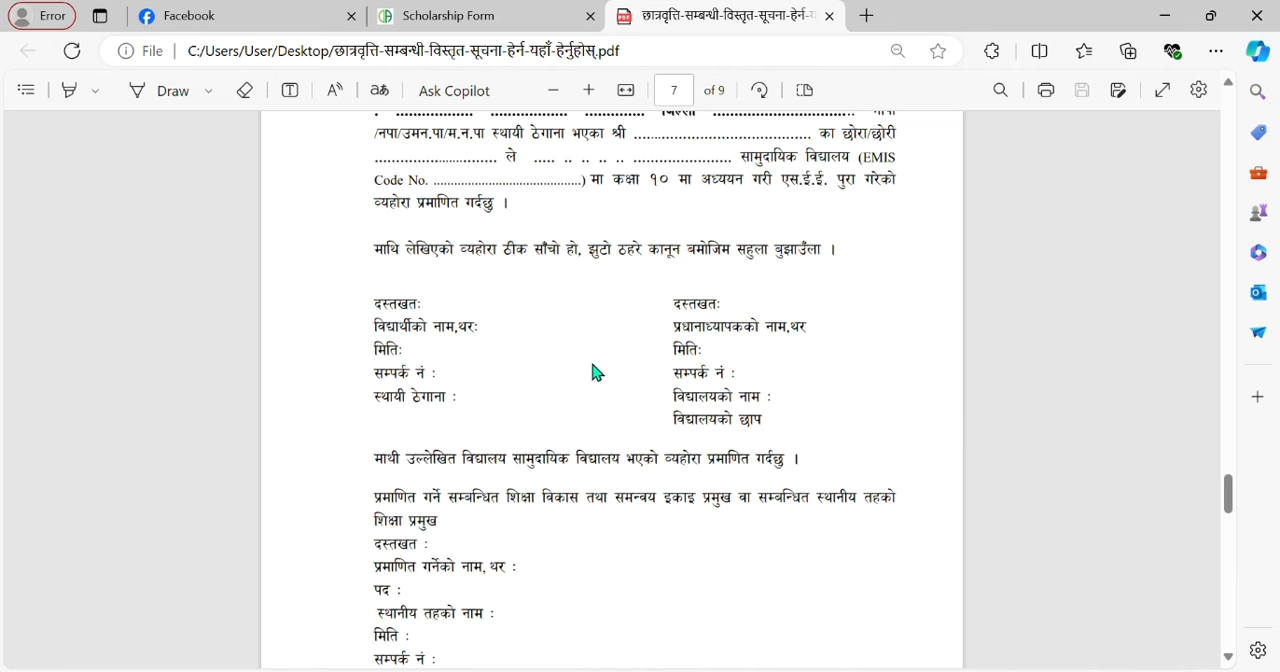 Error
Facebook
Scholarship Form
छात्रवृत्ति-सम्बन्धी-विस्तृत-सूचना-हेर्न-
File
C:/Users/User/Desktop/छात्रवृत्ति-सम्बन्धी-विस्तृत-सूचना-हेर्न-यहाँ-हेर्नुहोस्.pdf
Draw
Ask Copilot
7 of 9
/नपा/उमन.पा/म.न.पा स्थायी ठेगाना भएका श्री ............................................ का छोरा/छोरी
.............................. ले ..... .. .. .. .. ........................ सामुदायिक विद्यालय (EMIS
Code No. .............................................) मा कक्षा १० मा अध्ययन गरी एस.ई.ई. पुरा गरेको
व्यहोरा प्रमाणित गर्दछु ।
माथि लेखिएको व्यहोरा ठीक साँचो हो, झुटो ठहरे कानून बमोजिम सहुला बुझाउँला ।
दस्तखतः दस्तखतः
विद्यार्थीको नाम,थरः प्रधानाध्यापकको नाम,थर
मितिः मितिः
सम्पर्क नं : सम्पर्क नं :
स्थायी ठेगाना : विद्यालयको नाम :
विद्यालयको छाप
माथी उल्लेखित विद्यालय सामुदायिक विद्यालय भएको व्यहोरा प्रमाणित गर्दछु ।
प्रमाणित गर्ने सम्बन्धित शिक्षा विकास तथा समन्वय इकाइ प्रमुख वा सम्बन्धित स्थानीय तहको
शिक्षा प्रमुख
दस्तखत :
प्रमाणित गर्नेको नाम, थर :
पद :
स्थानीय तहको नाम :
मिति :
सम्पर्क नं :